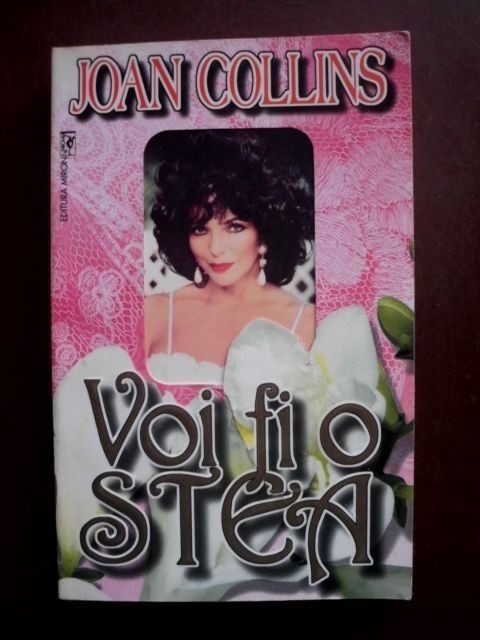 JOAN COLLINS
EDITURA MIRON
Voi fi o
STEA